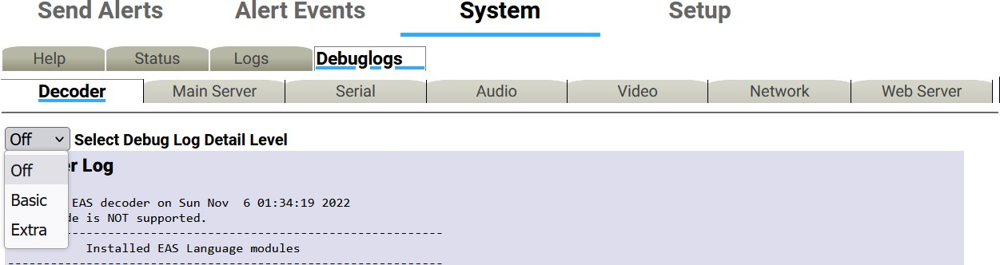 Send Alerts Alert Events System Setup
Help Status Logs Debuglogs
Decoder Main Server Serial Audio Video Network Web Server
Off Select Debug Log Detail Level
Off Log
Basic EAS decoder on Sun Nov  6 01:34:19 2022
is NOT supported.
Extra
--------------------------------------------------------
Installed EAS Language modules
----------------------------------------------------------------